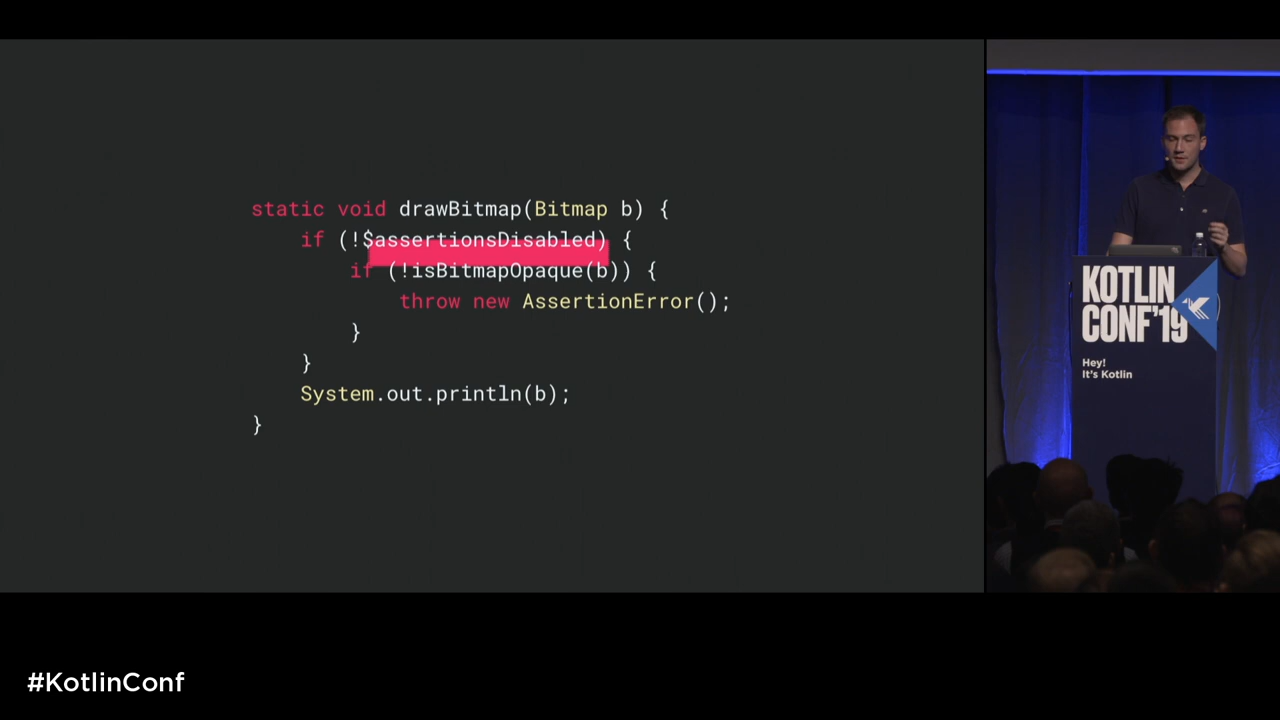 static void drawBitmap(Bitmap b) {
if (!$assertionsDisabled) {
if (!isBitmapOpaque(b)) {
throw new AssertionError();
}
}
System.out.println(b);
}
KOTLIN
CONF'19
Hey!
It's Kotlin
#KotlinConf